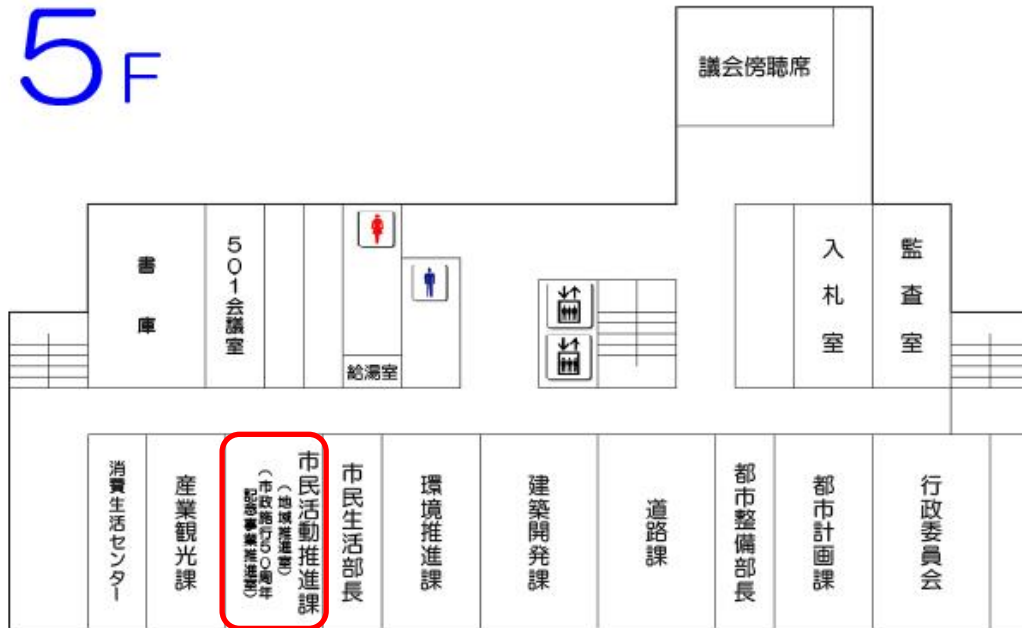 5F
議会傍聴席
書庫
501会議室
給湯室
入札室
監査室
消費生活センター
産業観光課
市民活動推進課
(地域推進室)
(市政施行50周年
記念事業推進室)
市民生活部長
環境推進課
建築開発課
道路課
都市整備部長
都市計画課
行政委員会